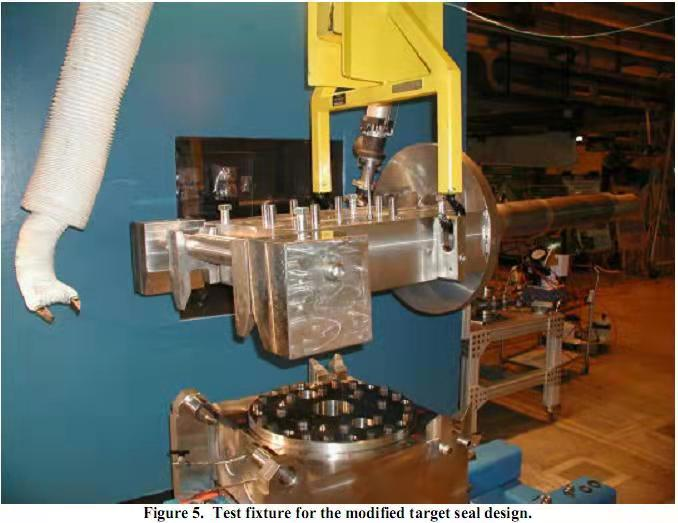 Figure 5. Test fixture for the modified target seal design.